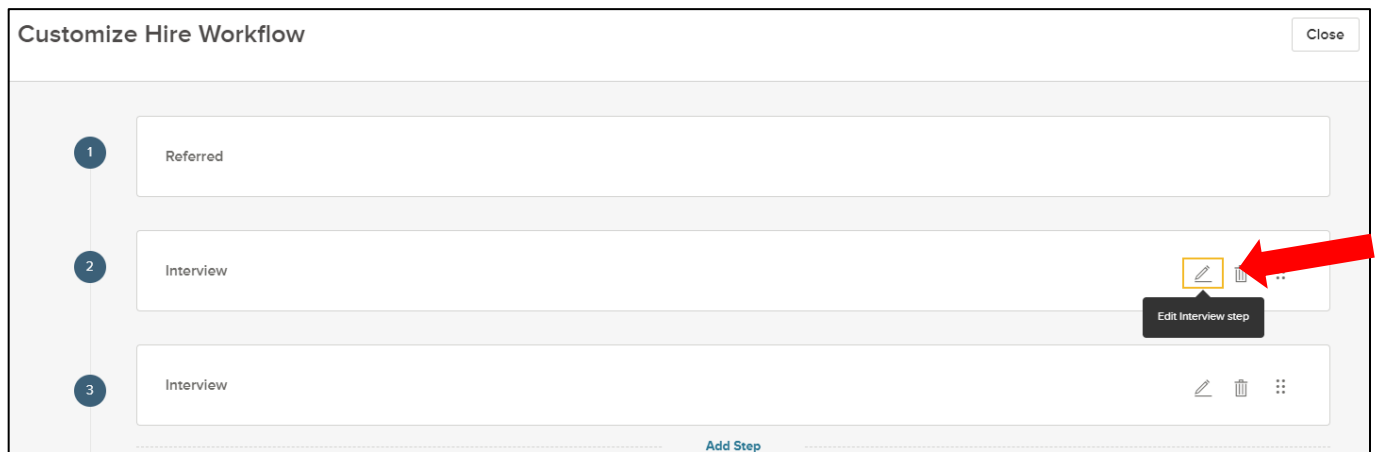 Customize Hire Workflow
Close
1
Referred
2
Interview
Edit Interview step
3
Interview
Add Step